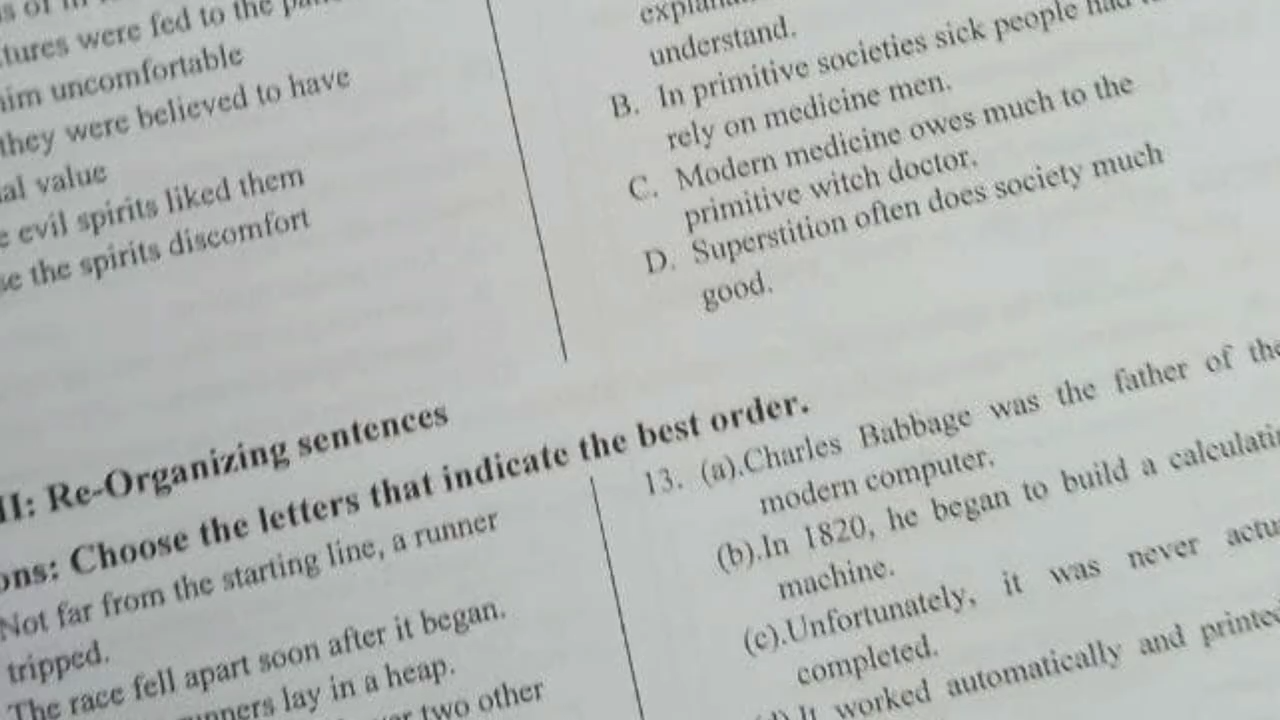 tures were fed to the
him uncomfortable
they were believed to have
al value
e evil spirits liked them
se the spirits discomfort
understand.
B. In primitive societies sick people had
rely on medicine men.
C. Modern medicine owes much to the
primitive witch doctor.
D. Superstition often does society much
good.
II: Re-Organizing sentences
ons: Choose the letters that indicate the best order.
Not far from the starting line, a runner
tripped.
The race fell apart soon after it began.
unners lay in a heap.
two other
13. (a).Charles Babbage was the father of the
modern computer.
(b).In 1820, he began to build a calculati
machine.
(c).Unfortunately, it was never actu
completed.
It worked automatically and printed